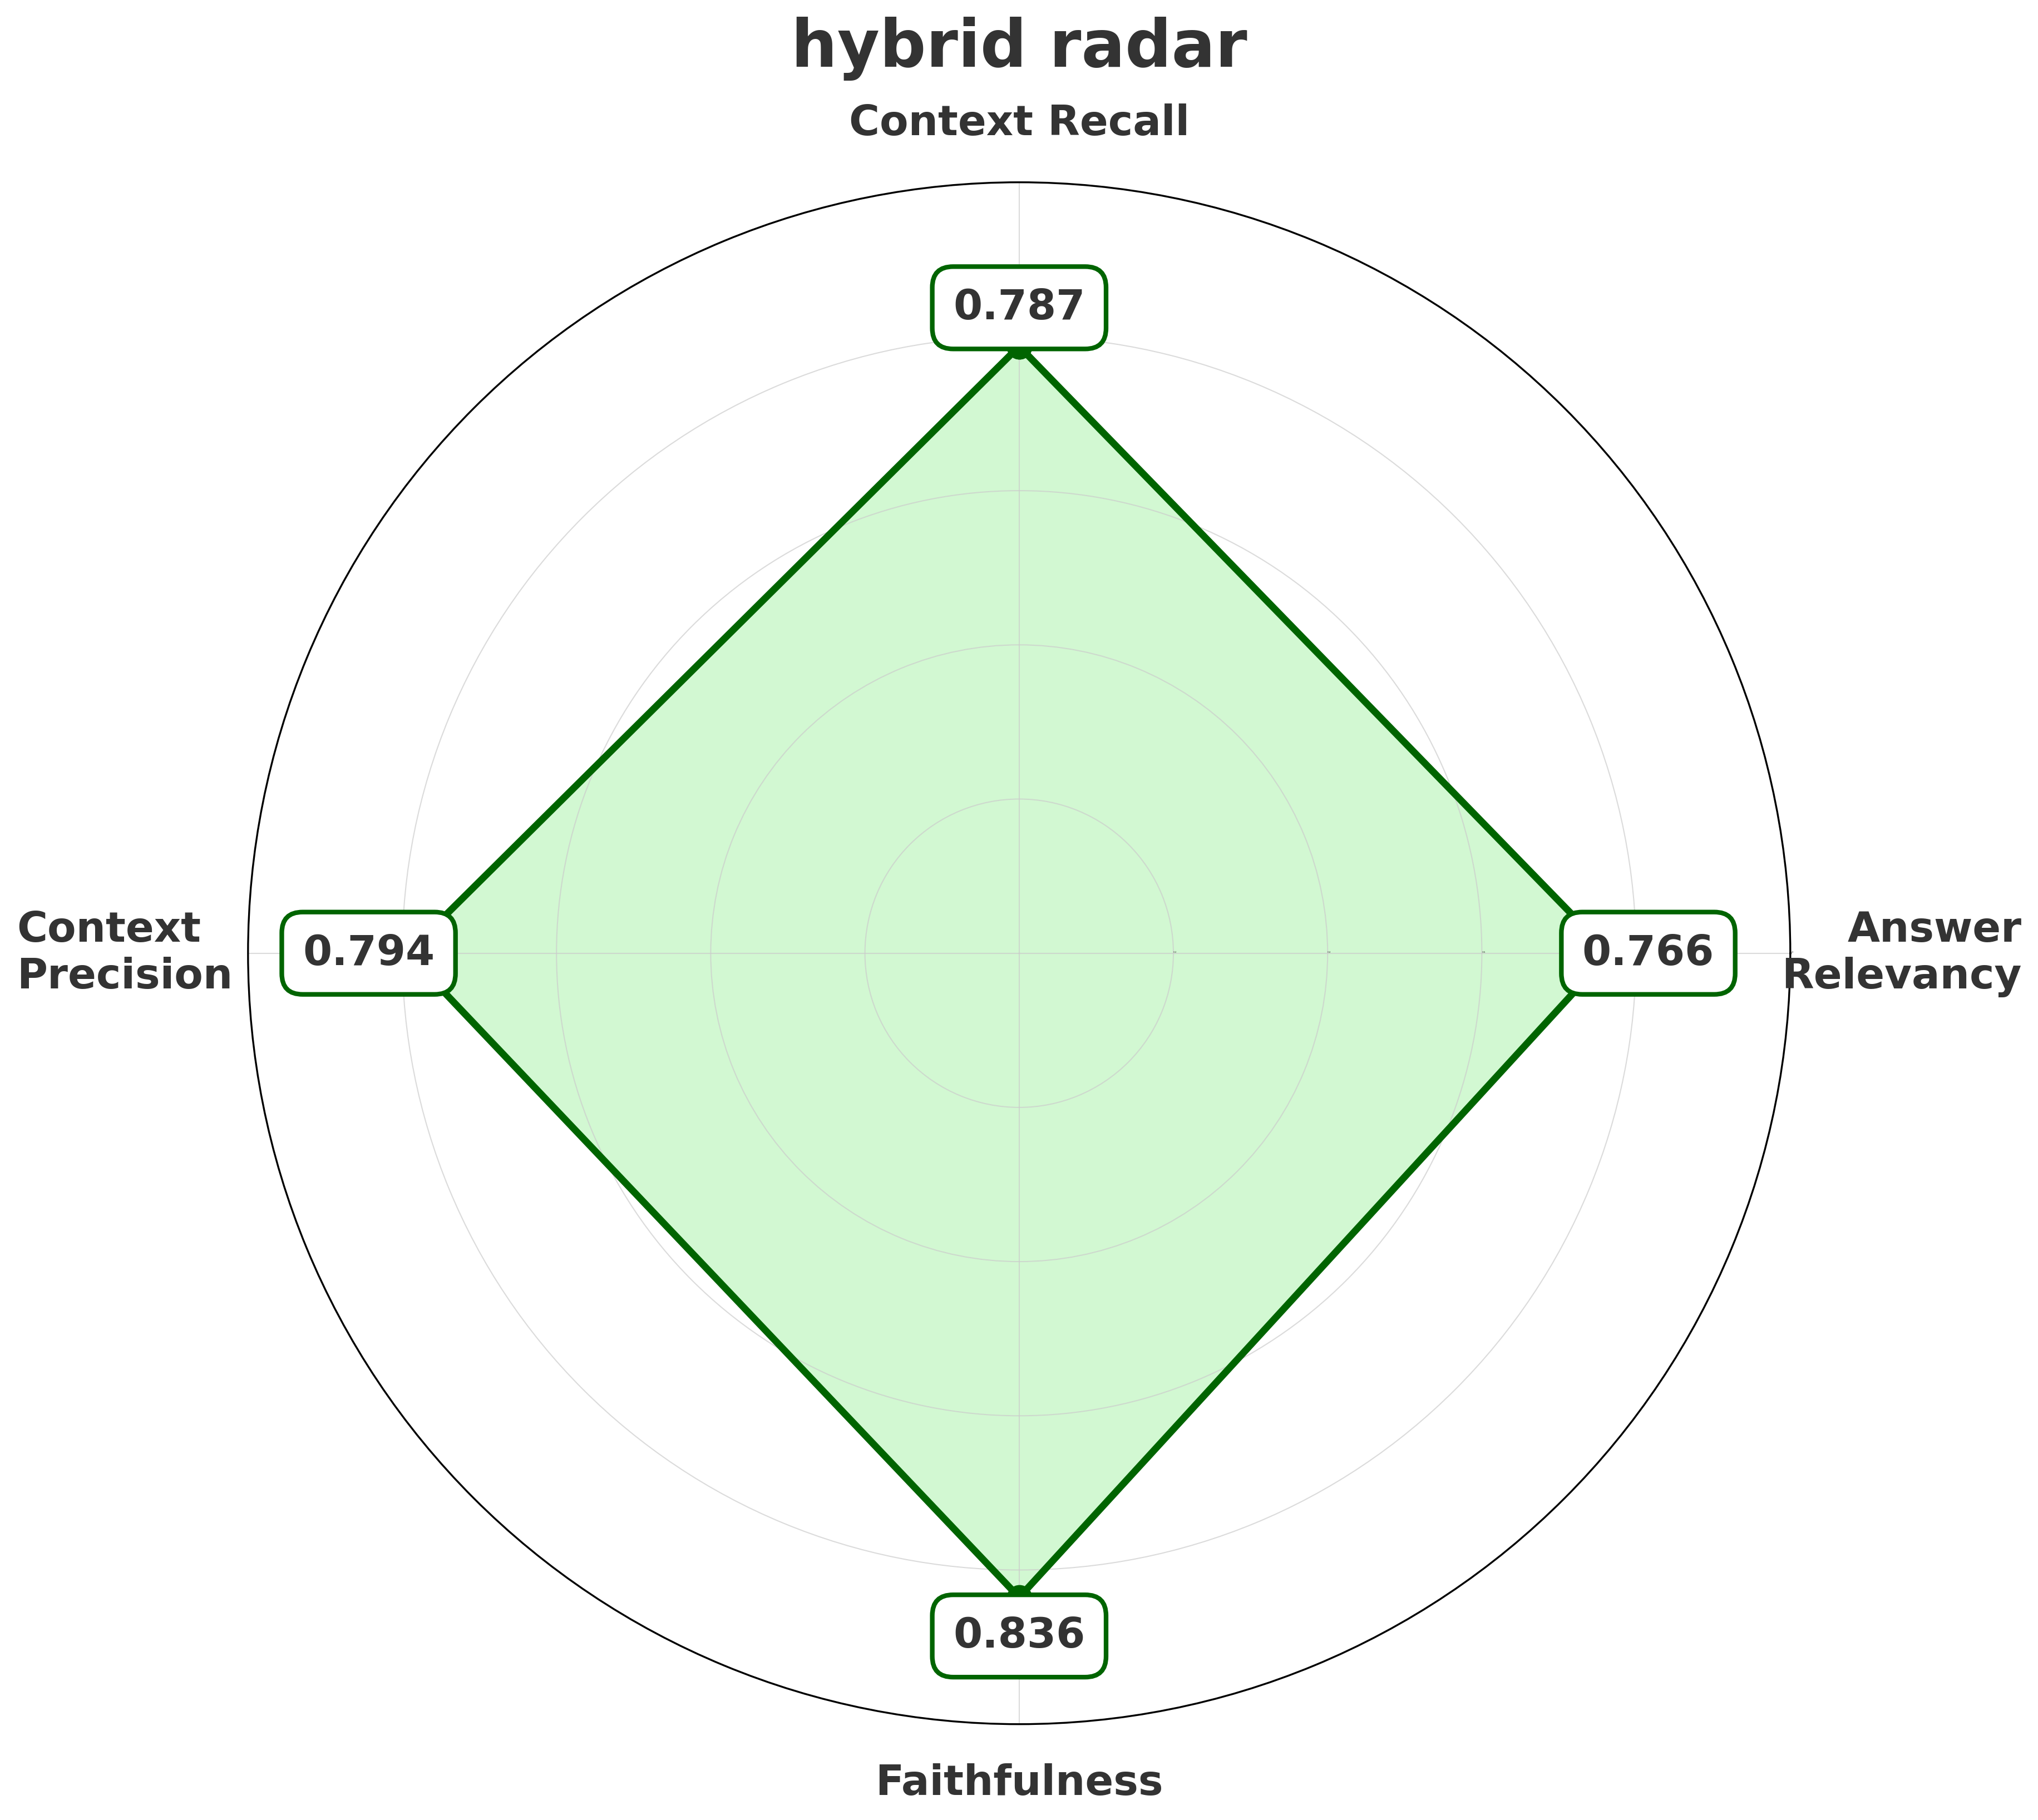 hybrid radar
Context Recall
0.787
Context
Precision
0.794
0.766
Answer
Relevancy
0.836
Faithfulness